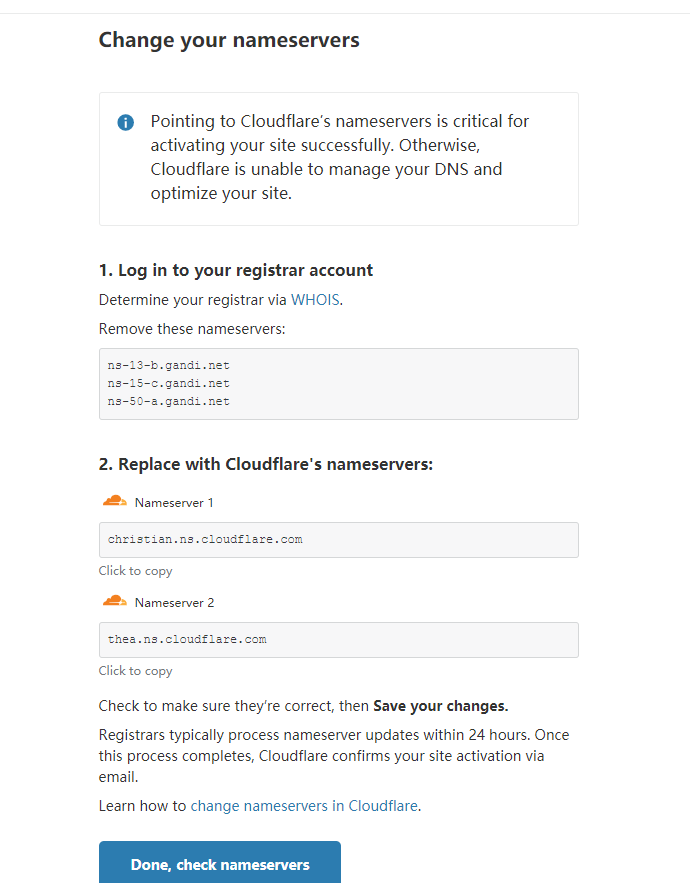 Change your nameservers
Pointing to Cloudflare’s nameservers is critical for
activating your site successfully. Otherwise,
Cloudflare is unable to manage your DNS and
optimize your site.
1. Log in to your registrar account
Determine your registrar via WHOIS.
Remove these nameservers:
ns-13-b.gandi.net
ns-15-c.gandi.net
ns-50-a.gandi.net
2. Replace with Cloudflare's nameservers:
Nameserver 1
christian.ns.cloudflare.com
Click to copy
Nameserver 2
thea.ns.cloudflare.com
Click to copy
Check to make sure they’re correct, then Save your changes.
Registrars typically process nameserver updates within 24 hours. Once
this process completes, Cloudflare confirms your site activation via
email.
Learn how to change nameservers in Cloudflare.
Done, check nameservers